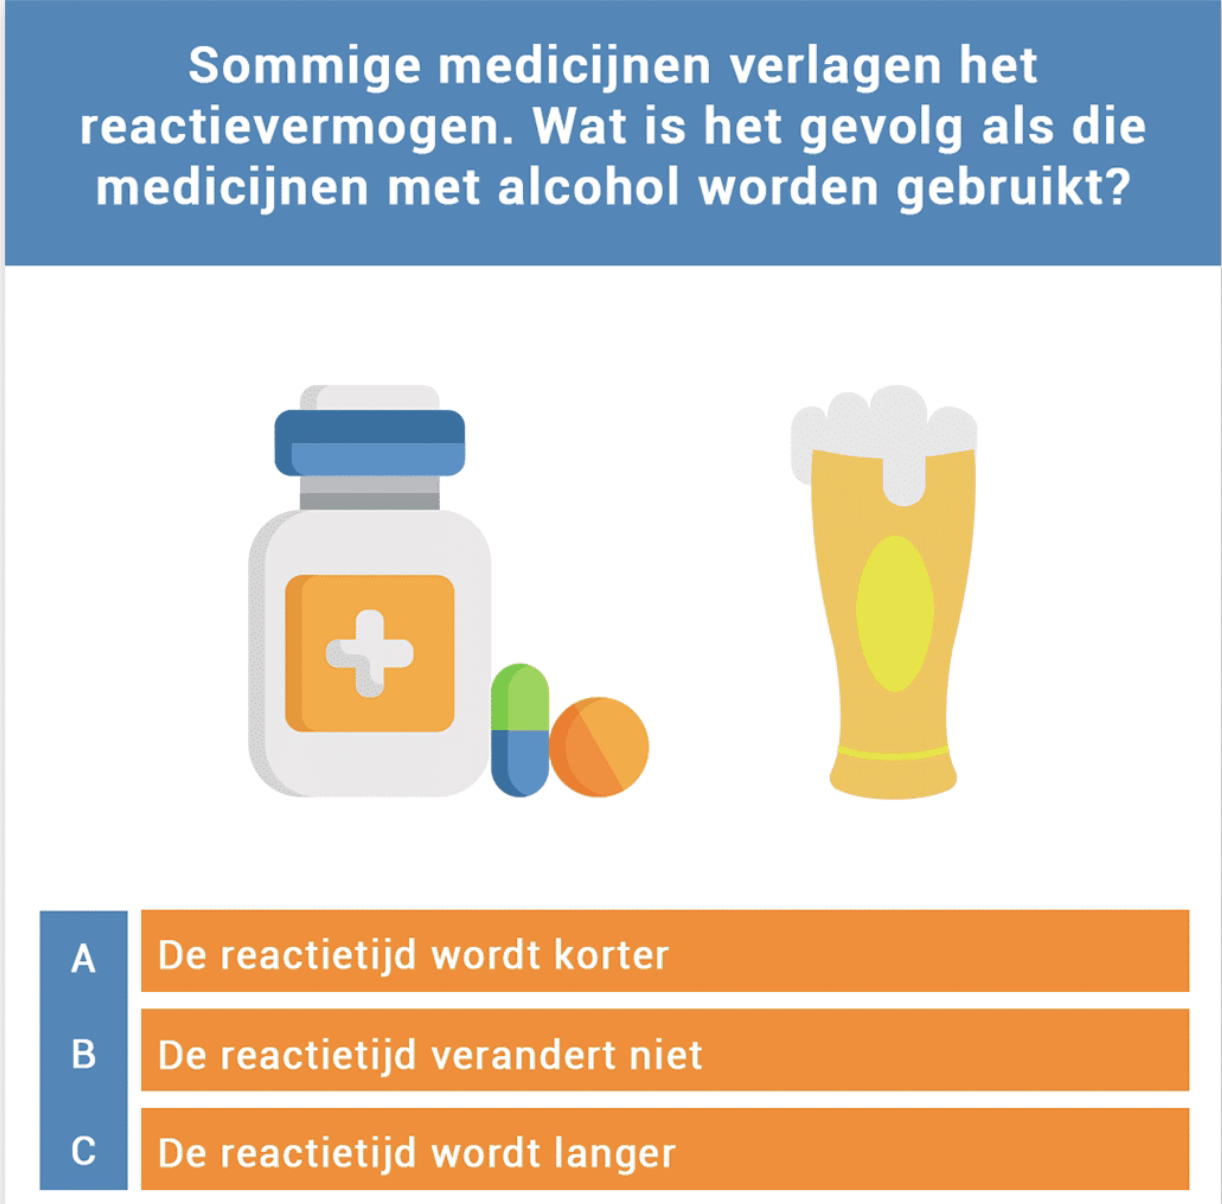 Sommige medicijnen verlagen het
reactievermogen. Wat is het gevolg als die
medicijnen met alcohol worden gebruikt?
A De reactietijd wordt korter
B De reactietijd verandert niet
C De reactietijd wordt langer